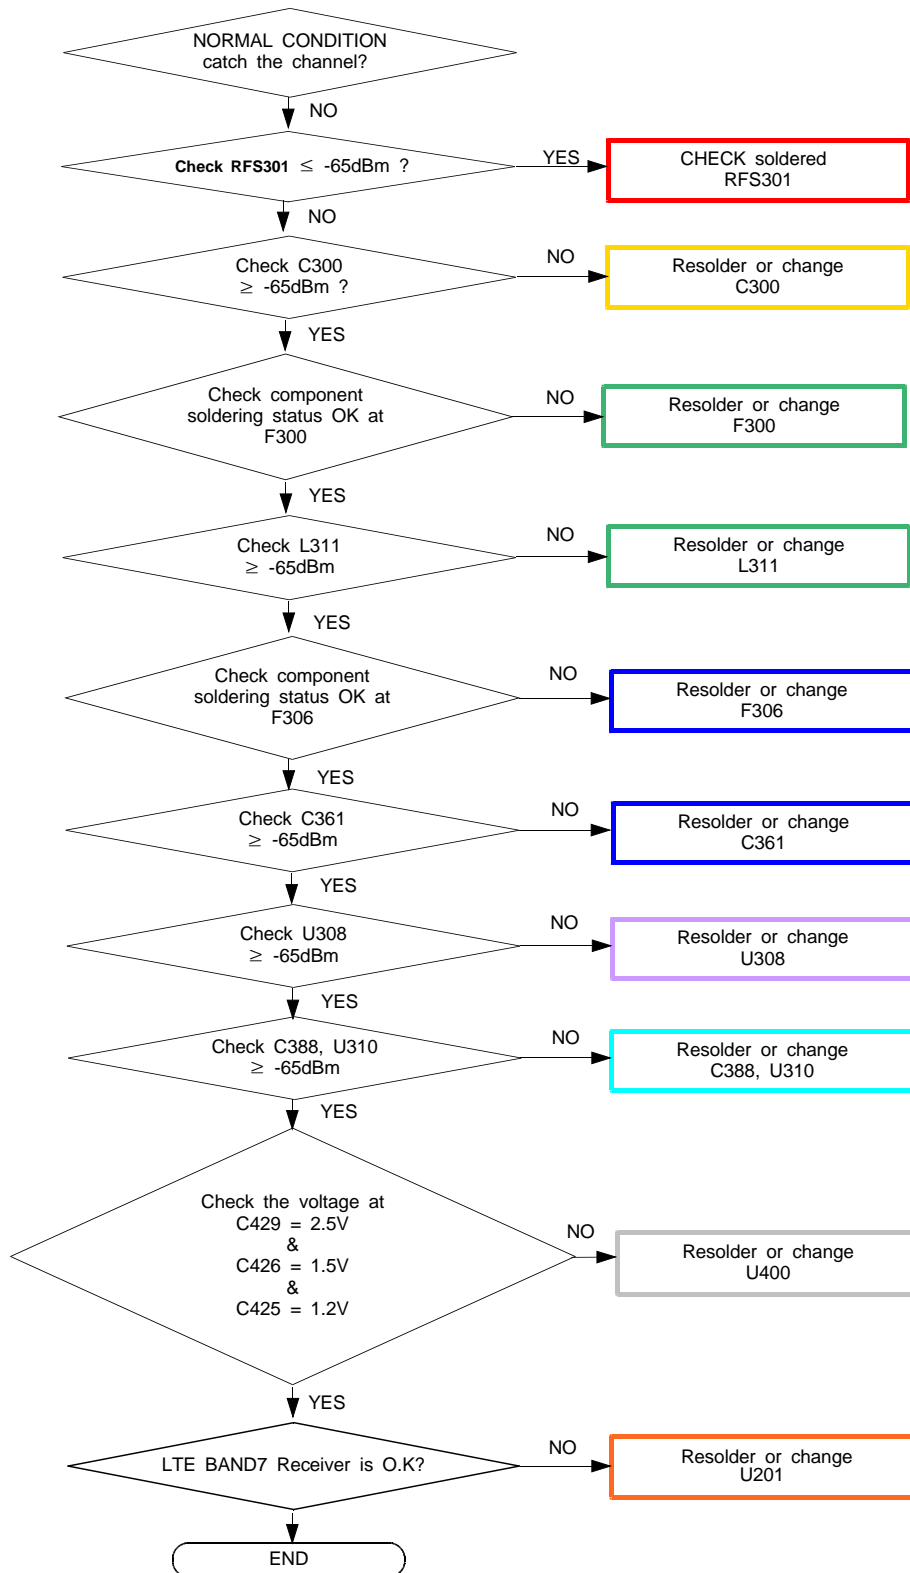 NORMAL CONDITION
catch the channel?
NO
Check RFS301 ≤ -65dBm ?
YES
CHECK soldered
RFS301
NO
Check C300
≥ -65dBm ?
NO
Resolder or change
C300
YES
Check component
soldering status OK at
F300
NO
Resolder or change
F300
YES
Check L311
≥ -65dBm
NO
Resolder or change
L311
YES
Check component
soldering status OK at
F306
NO
Resolder or change
F306
YES
Check C361
≥ -65dBm
NO
Resolder or change
C361
YES
Check U308
≥ -65dBm
NO
Resolder or change
U308
YES
Check C388, U310
≥ -65dBm
NO
Resolder or change
C388, U310
YES
Check the voltage at
C429 = 2.5V
&
C426 = 1.5V
&
C425 = 1.2V
NO
Resolder or change
U400
YES
LTE BAND7 Receiver is O.K?
NO
Resolder or change
U201
END